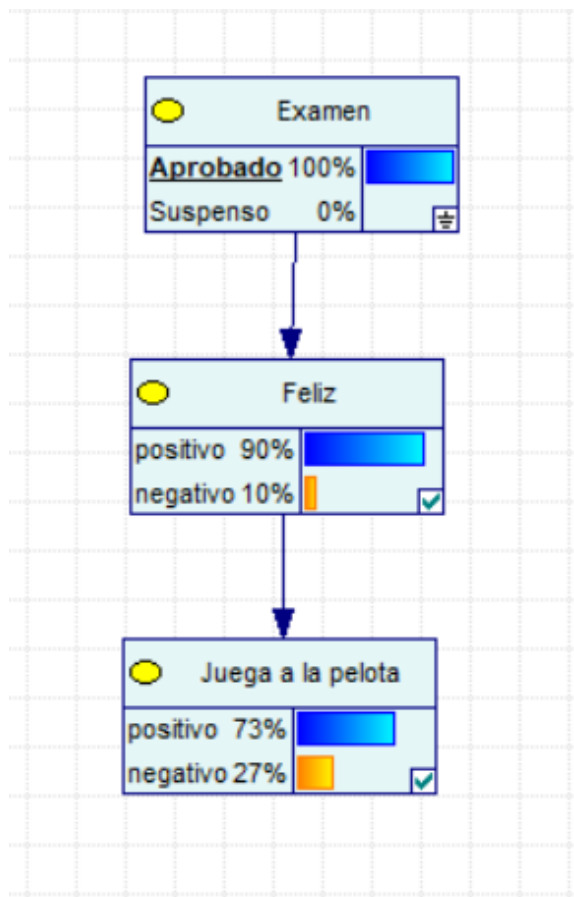 Examen
Aprobado 100%
Suspenso 0%
Feliz
positivo 90%
negativo 10%
Juega a la pelota
positivo 73%
negativo 27%